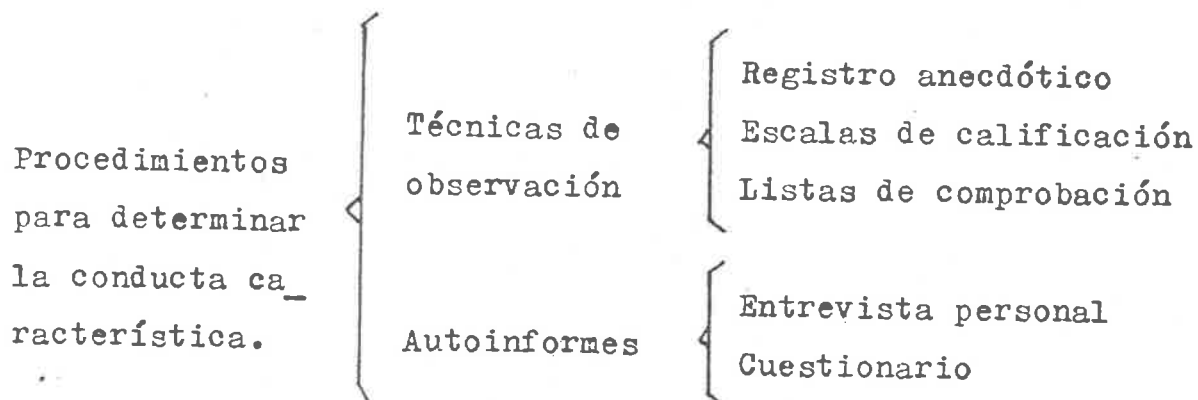 Procedimientos
para determinar
la conducta ca_
racterística.
Técnicas de
observación
Registro anecdótico
Escalas de calificación
Listas de comprobación
Autoinformes
Entrevista personal
Cuestionario